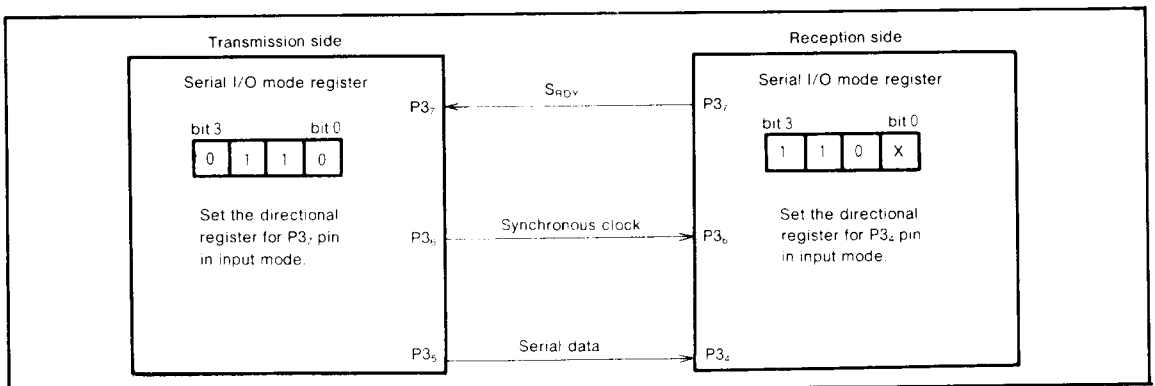 Transmission side
Serial I/O mode register
bit 3 bit 0
0 1 1 0
Set the directional
register for P3₇ pin
in input mode.
P3₇
P3₆
P3₅
S_RDY
Synchronous clock
Serial data
Reception side
Serial I/O mode register
bit 3 bit 0
1 1 0 X
Set the directional
register for P3₄ pin
in input mode.
P3₇
P3₆
P3₄